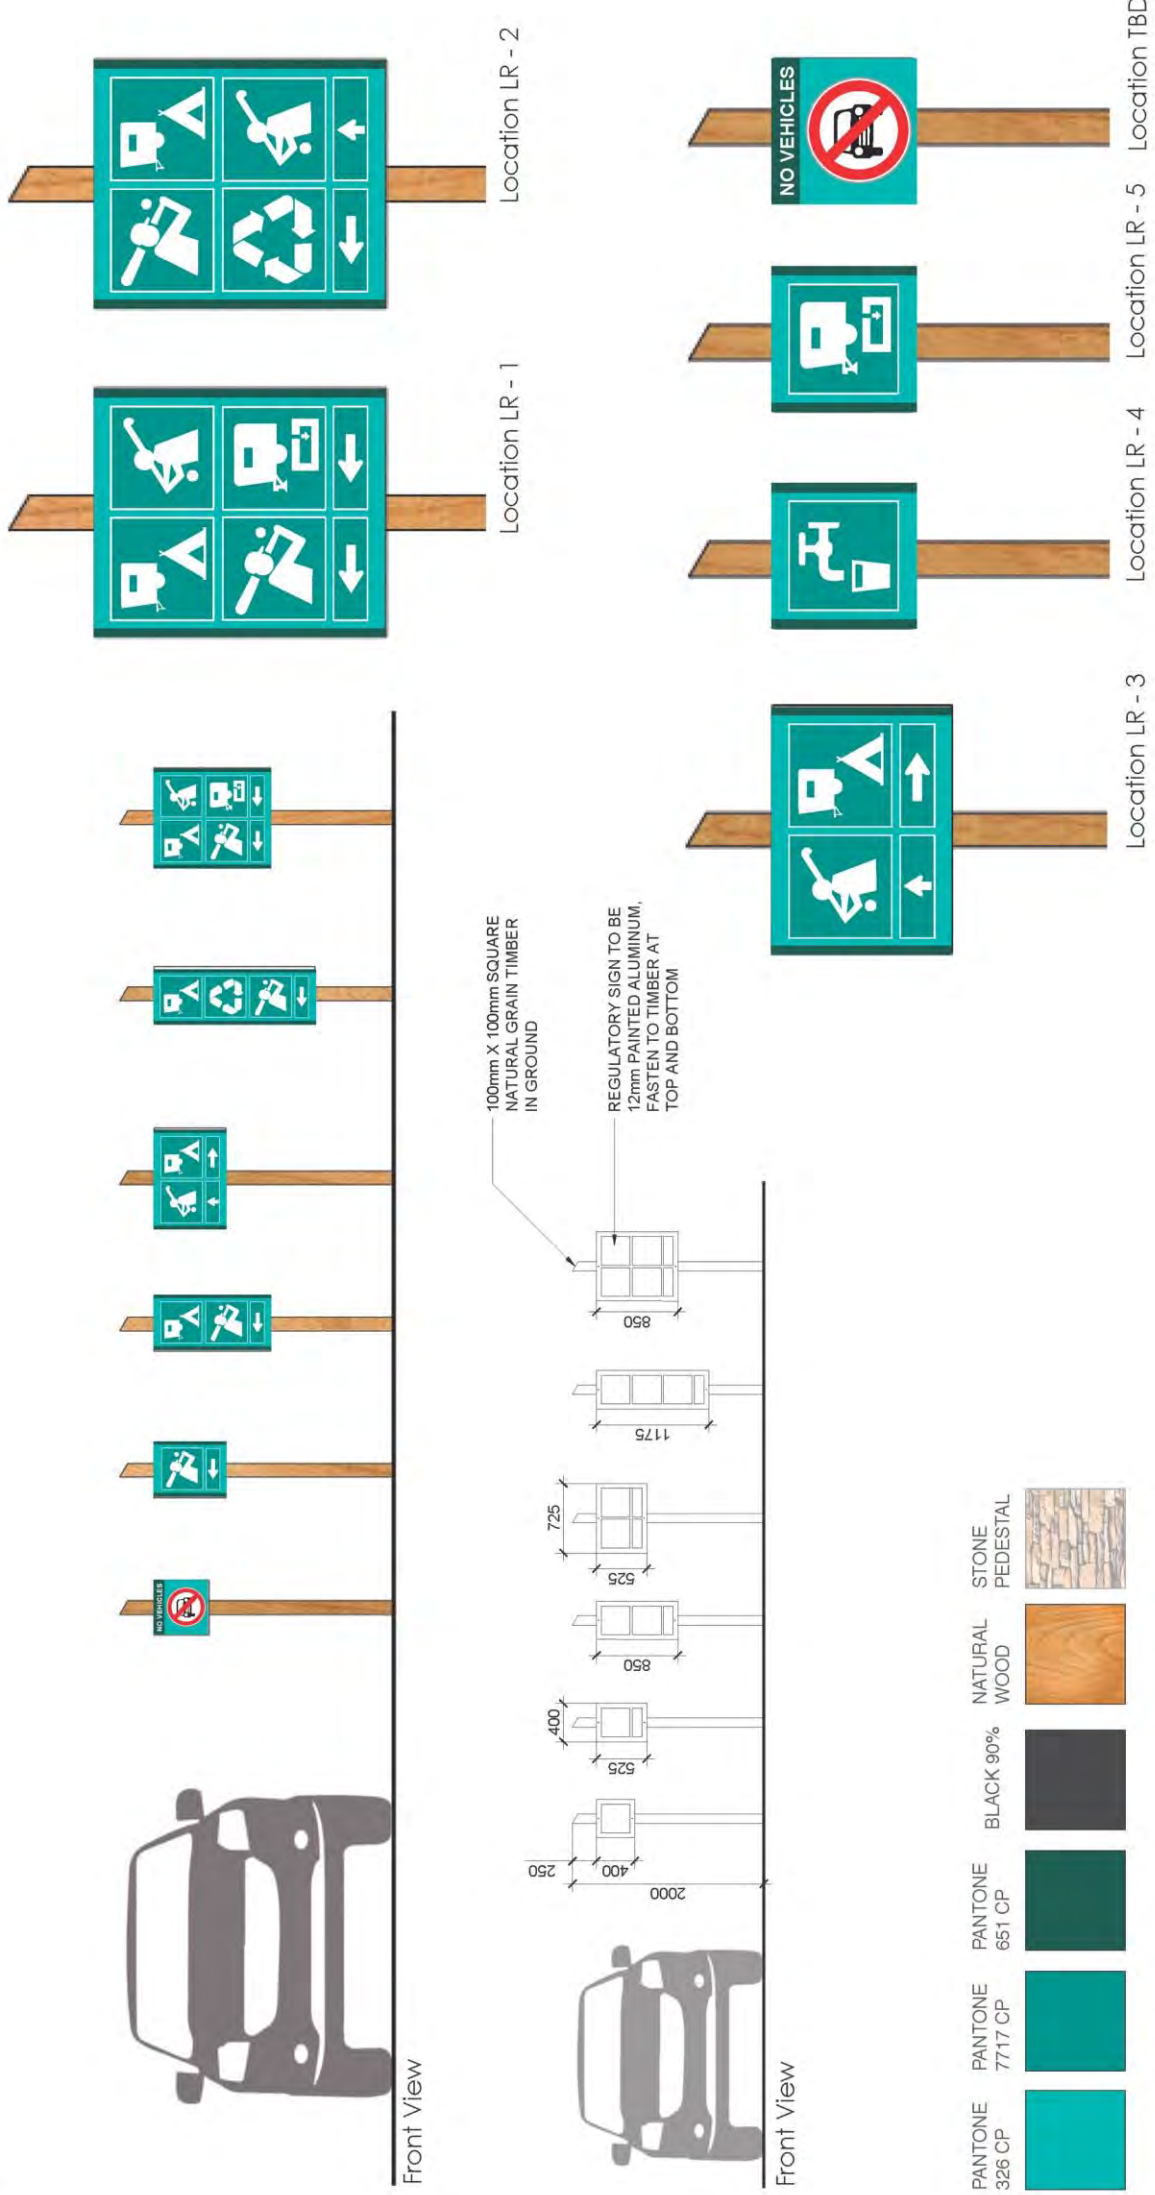 NO VEHICLES
Front View
Location LR - 1
Location LR - 2
100mm X 100mm SQUARE
NATURAL GRAIN TIMBER
IN GROUND
REGULATORY SIGN TO BE
12mm PAINTED ALUMINUM,
FASTEN TO TIMBER AT
TOP AND BOTTOM
250
400
2000
400
525
850
725
525
1175
850
Front View
NO VEHICLES
Location LR - 3
Location LR - 4
Location LR - 5
Location TBD
PANTONE
326 CP
PANTONE
7717 CP
PANTONE
651 CP
BLACK 90%
NATURAL
WOOD
STONE
PEDESTAL